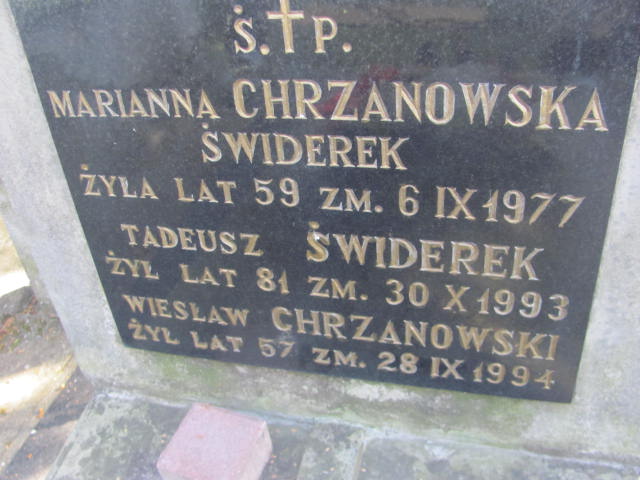 Ś. P.
MARIANNA CHRZANOWSKA
ŚWIDEREK
ŻYŁA LAT 59 ZM. 6 IX 1977
TADEUSZ ŚWIDEREK
ŻYŁ LAT 81 ZM. 30 X 1993
WIESŁAW CHRZANOWSKI
ŻYŁ LAT 57 ZM. 28 IX 1994